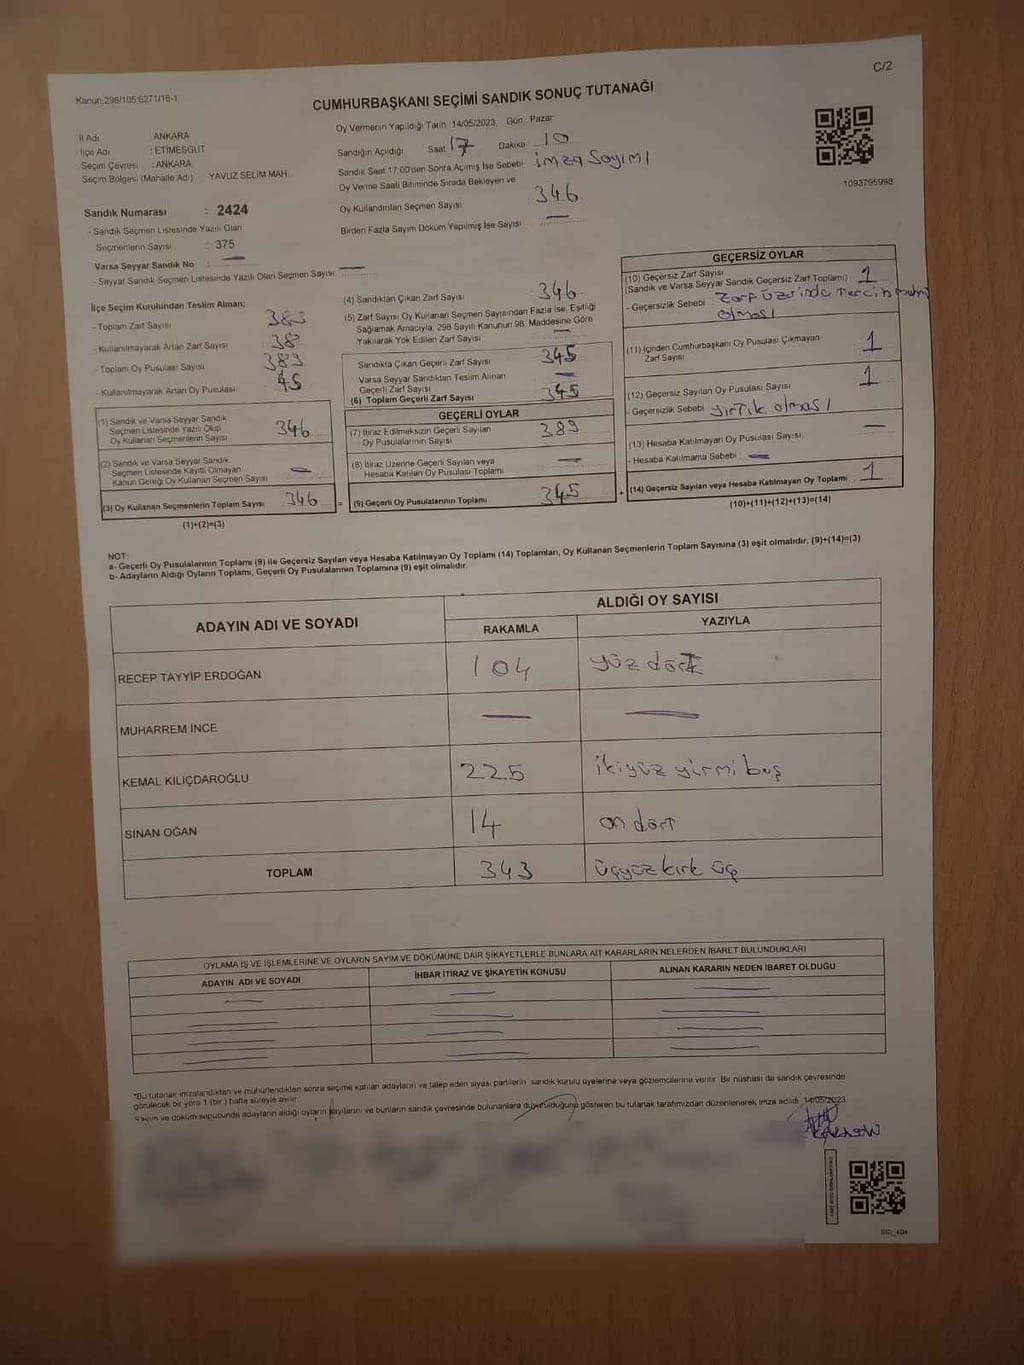 C/2
Kanun:298/105:6271/18-1
CUMHURBAŞKANI SEÇİMİ SANDIK SONUÇ TUTANAĞI
İl Adı ANKARA
İlçe Adı : ETİMESGUT
Seçim Çevresi : ANKARA
Seçim Bölgesi (Mahalle Adı) YAVUZ SELİM MAH.
Oy Vermenin Yapıldığı Tarih 14/05/2023 Gün : Pazar
Sandığın Açıldığı Saat 17 Dakika 10
Sandık Saat 17:00'den Sonra Açılmış İse Sebebi imza Sayımı
Oy Verme Saati Bitiminde Sırada Bekleyen ve
Oy Kullandırılan Seçmen Sayısı 346
Birden Fazla Sayım Döküm Yapılmış İse Sayısı —
1093795998
Sandık Numarası : 2424
- Sandık Seçmen Listesinde Yazılı Olan
Seçmenlerin Sayısı : 375
Varsa Seyyar Sandık No : —
- Seyyar Sandık Seçmen Listesinde Yazılı Olan Seçmen Sayısı —
İlçe Seçim Kurulundan Teslim Alınan;
- Toplam Zarf Sayısı 383
- Kullanılmayarak Artan Zarf Sayısı 38
- Toplam Oy Pusulası Sayısı 389
- Kullanılmayarak Artan Oy Pusulası 45
(1) Sandık ve Varsa Seyyar Sandık
Seçmen Listesinde Yazılı Olup
Oy Kullanan Seçmenlerin Sayısı 346
(2) Sandık ve Varsa Seyyar Sandık
Seçmen Listesinde Kayıtlı Olmayan
Kanun Gereği Oy Kullanan Seçmen Sayısı —
(3) Oy Kullanan Seçmenlerin Toplam Sayısı 346 =
(1)+(2)=(3)
(4) Sandıktan Çıkan Zarf Sayısı 346
(5) Zarf Sayısı Oy Kullanan Seçmen Sayısından Fazla İse, Eşitliği
Sağlamak Amacıyla; 298 Sayılı Kanunun 98. Maddesine Göre
Yakılarak Yok Edilen Zarf Sayısı —
Sandıkta Çıkan Geçerli Zarf Sayısı 345
Varsa Seyyar Sandıktan Teslim Alınan
Geçerli Zarf Sayısı —
(6) Toplam Geçerli Zarf Sayısı 345
GEÇERLİ OYLAR
(7) İtiraz Edilmeksizin Geçerli Sayılan
Oy Pusulalarının Sayısı 389
(8) İtiraz Üzerine Geçerli Sayılan veya
Hesaba Katılan Oy Pusulası Toplamı —
(9) Geçerli Oy Pusulalarının Toplamı 345 +
GEÇERSİZ OYLAR
(10) Geçersiz Zarf Sayısı
(Sandık ve Varsa Seyyar Sandık Geçersiz Zarf Toplamı) 1
- Geçersizlik Sebebi zarf üzerinde tercih
olması
(11) İçinden Cumhurbaşkanı Oy Pusulası Çıkmayan
Zarf Sayısı 1
(12) Geçersiz Sayılan Oy Pusulası Sayısı 1
- Geçersizlik Sebebi yırtık olması
(13) Hesaba Katılmayan Oy Pusulası Sayısı —
- Hesaba Katılmama Sebebi —
(14) Geçersiz Sayılan veya Hesaba Katılmayan Oy Toplamı 1
(10)+(11)+(12)+(13)=(14)
NOT:
a- Geçerli Oy Pusulalarının Toplamı (9) ile Geçersiz Sayılan veya Hesaba Katılmayan Oy Toplamı (14) Toplamları, Oy Kullanan Seçmenlerin Toplam Sayısına (3) eşit olmalıdır, (9)+(14)=(3)
b- Adayların Aldığı Oyların Toplamı, Geçerli Oy Pusulalarının Toplamına (9) eşit olmalıdır.
ADAYIN ADI VE SOYADI ALDIĞI OY SAYISI
RAKAMLA YAZIYLA
RECEP TAYYİP ERDOĞAN 104 yüz dört
MUHARREM İNCE — —
KEMAL KILIÇDAROĞLU 225 ikiyüz yirmi beş
SİNAN OĞAN 14 on dört
TOPLAM 343 üçyüz kırk üç
OYLAMA İŞ VE İŞLEMLERİNE VE OYLARIN SAYIM VE DÖKÜMÜNE DAİR ŞİKAYETLERLE BUNLARA AİT KARARLARIN NELERDEN İBARET BULUNDUKLARI
ADAYIN ADI VE SOYADI İHBAR İTİRAZ VE ŞİKAYETİN KONUSU ALINAN KARARIN NEDEN İBARET OLDUĞU
*Bu tutanak imzalandıktan ve mühürlendikten sonra seçime katılan adayların ve talep eden siyasi partilerin sandık kurulu üyelerine veya gözlemcilerine verilir. Bir nüshası da sandık çevresinde
görülecek bir yere 1 (bir) hafta süreyle asılır.
Sayım ve döküm sonucunda adayların aldığı oyların sayılarını ve bunların sandık çevresinde bulunanlara duyurulduğunu gösteren bu tutanak tarafımızdan düzenlenerek imza edildi. 14/05/2023